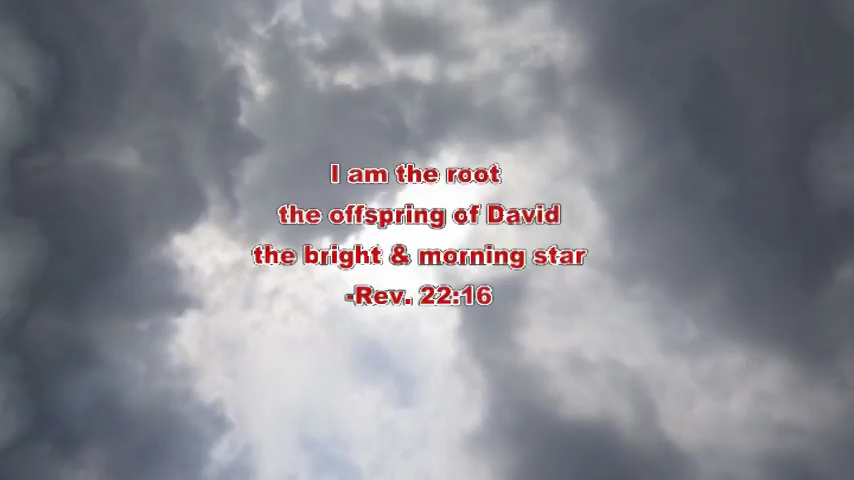 I am the root
the offspring of David
the bright & morning star
-Rev. 22:16